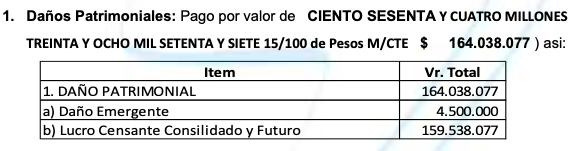 1. Daños Patrimoniales: Pago por valor de CIENTO SESENTA Y CUATRO MILLONES
TREINTA Y OCHO MIL SETENTA Y SIETE 15/100 de Pesos M/CTE $ 164.038.077 ) asi:
Item Vr. Total
1. DAÑO PATRIMONIAL 164.038.077
a) Daño Emergente 4.500.000
b) Lucro Censante Consilidado y Futuro 159.538.077